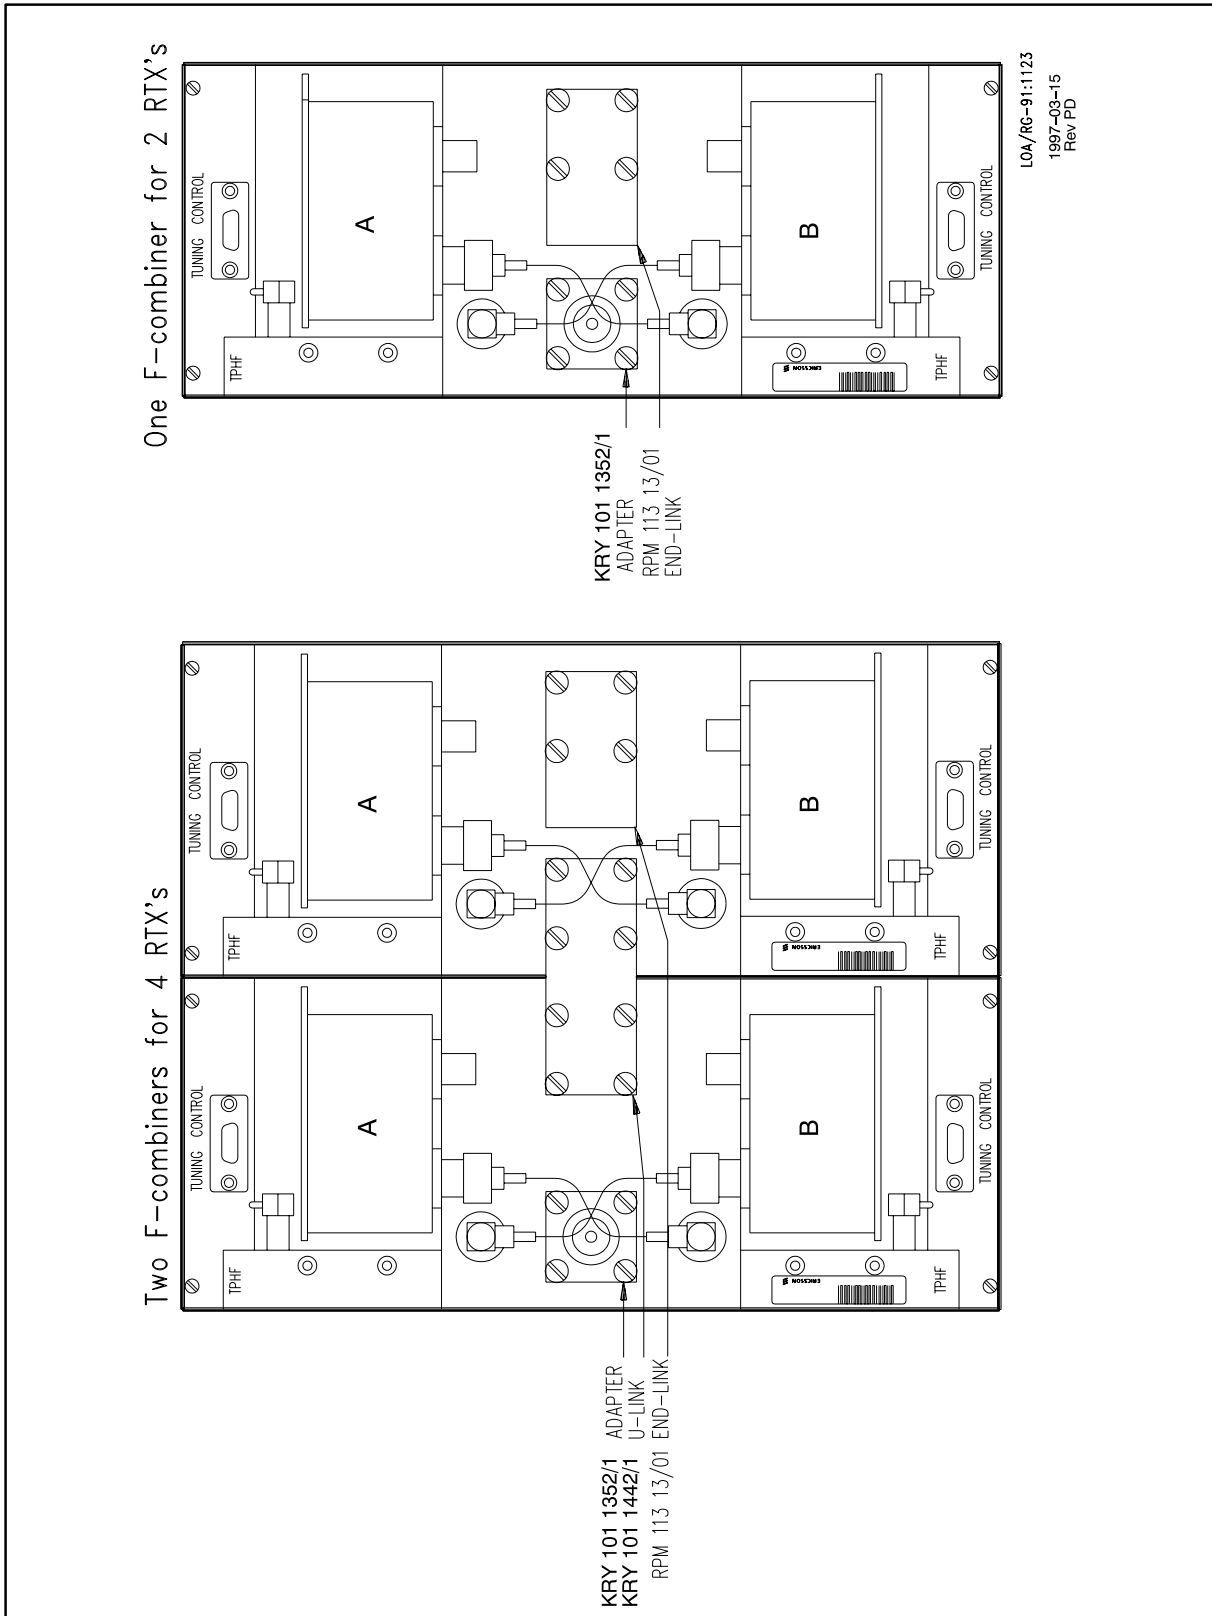 One F-combiner for 2 RTX's
TUNING CONTROL
TPHF
A
B
ERICSSON
TPHF
TUNING CONTROL
KRY 101 1352/1
ADAPTER
RPM 113 13/01
END-LINK
LOA/RG-91:1123
1997-03-15
Rev PD
Two F-combiners for 4 RTX's
TUNING CONTROL
TPHF
A
B
ERICSSON
TPHF
TUNING CONTROL
TUNING CONTROL
TPHF
A
B
ERICSSON
TPHF
TUNING CONTROL
KRY 101 1352/1 ADAPTER
KRY 101 1442/1 U-LINK
RPM 113 13/01 END-LINK